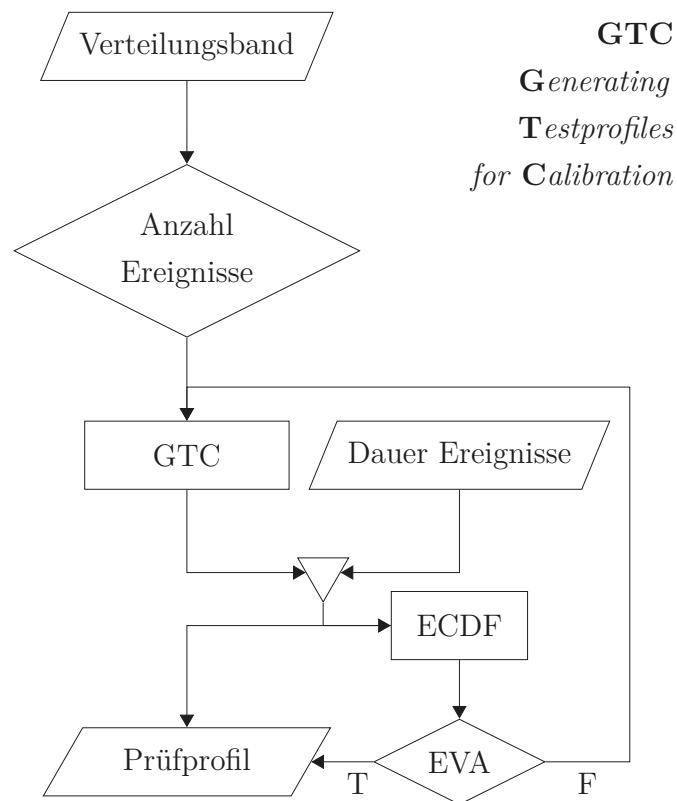 Verteilungsband
GTC
Generating
Testprofiles
for Calibration
Anzahl
Ereignisse
GTC
Dauer Ereignisse
ECDF
Prüfprofil
EVA
T
F